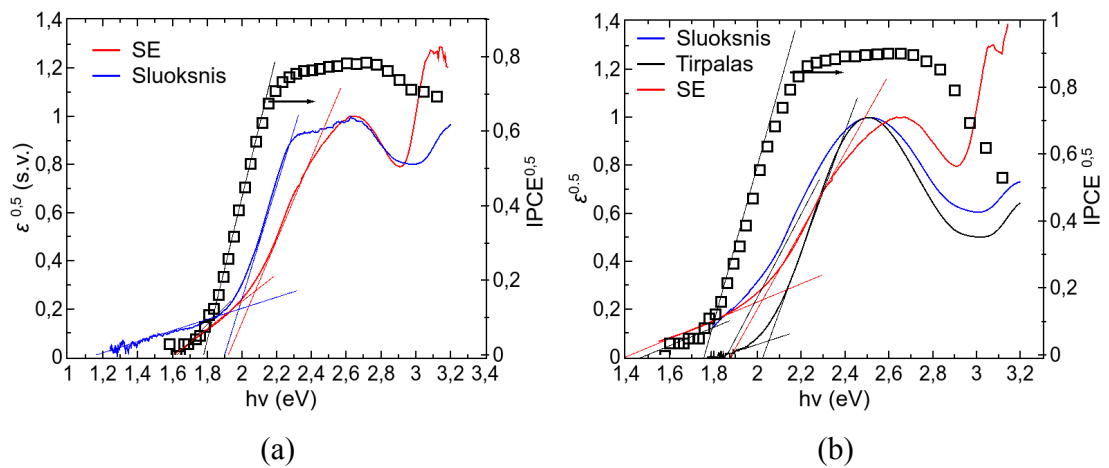 1,4
1,2
1
0,8
0,6
0,4
0,2
0
ε^0,5 (s.v.)
SE
Sluoksnis
0,8
0,6
0,4
0,2
0
IPCE^0,5
1 1,2 1,4 1,6 1,8 2 2,2 2,4 2,6 2,8 3 3,2 3,4
hν (eV)
(a)
1,4
1,2
1
0,8
0,6
0,4
0,2
0
ε^0.5
Sluoksnis
Tirpalas
SE
1
0,8
0,6
0,4
0,2
0
IPCE^0,5
1,4 1,6 1,8 2 2,2 2,4 2,6 2,8 3 3,2
hν (eV)
(b)